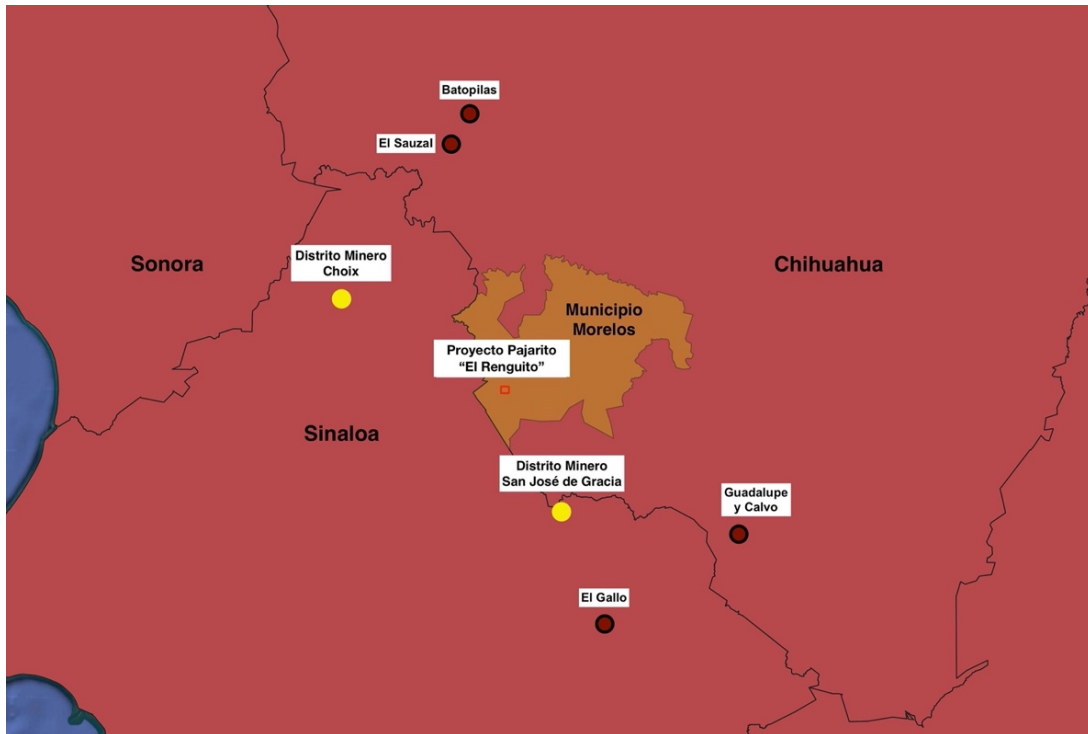 Batopilas
El Sauzal
Sonora
Distrito Minero
Choix
Chihuahua
Municipio
Morelos
Proyecto Pajarito
“El Renguito”
Sinaloa
Distrito Minero
San José de Gracia
Guadalupe
y Calvo
El Gallo